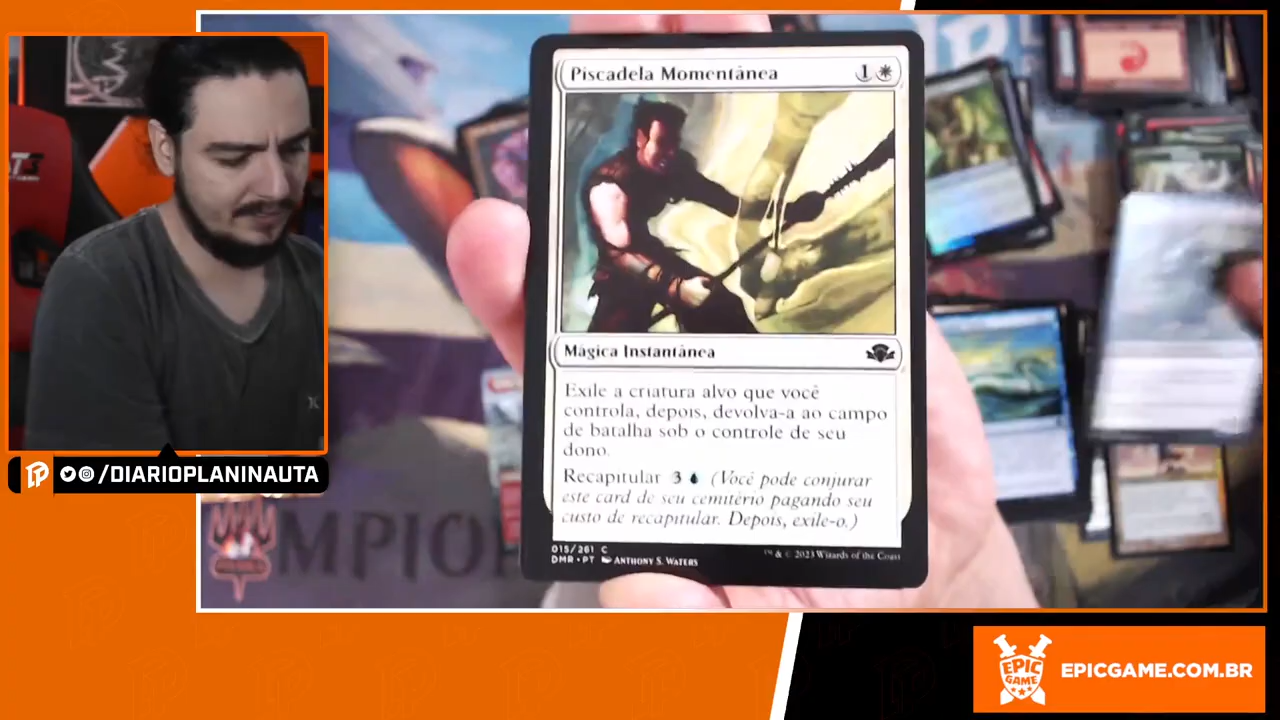 Piscadela Momentânea 1
Mágica Instantânea
Exile a criatura alvo que você
controla, depois, devolva-a ao campo
de batalha sob o controle de seu
dono.
Recapitular 3 (Você pode conjurar
este card de seu cemitério pagando seu
custo de recapitular. Depois, exile-o.)
015/261 C
DMR • PT ANTHONY S. WATERS
™ & © 2023 Wizards of the Coast
/DIARIOPLANINAUTA
MPIO
EPIC
GAME
EPICGAME.COM.BR